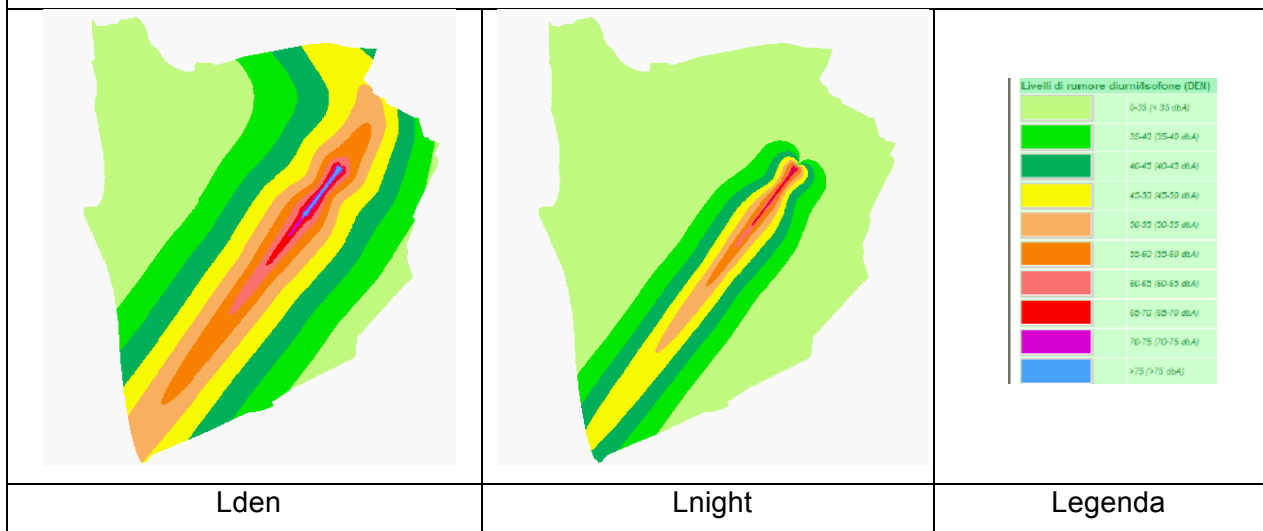 Livelli di rumore diurni/Isofone (DEN)
0-35 (< 35 dbA)
35-40 (35-40 dbA)
40-45 (40-45 dbA)
45-50 (45-50 dbA)
50-55 (50-55 dbA)
55-60 (55-60 dbA)
60-65 (60-65 dbA)
65-70 (65-70 dbA)
70-75 (70-75 dbA)
>75 (>75 dbA)
Lden
Lnight
Legenda